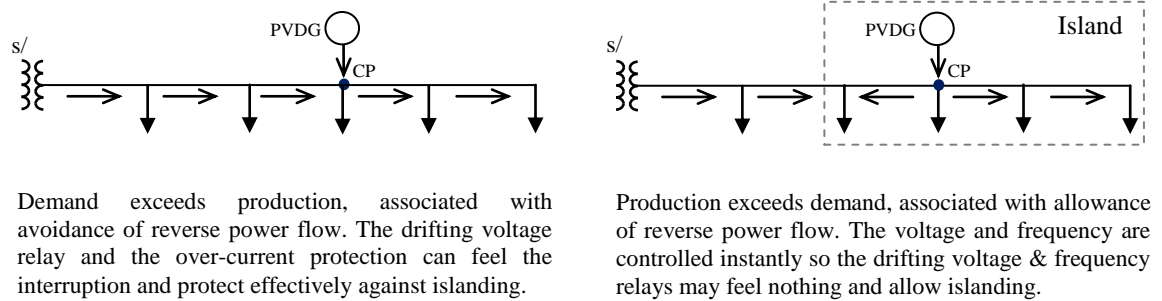 s/
PVDG
CP
Demand exceeds production, associated with
avoidance of reverse power flow. The drifting voltage
relay and the over-current protection can feel the
interruption and protect effectively against islanding.
s/
PVDG
CP
Island
Production exceeds demand, associated with allowance
of reverse power flow. The voltage and frequency are
controlled instantly so the drifting voltage & frequency
relays may feel nothing and allow islanding.